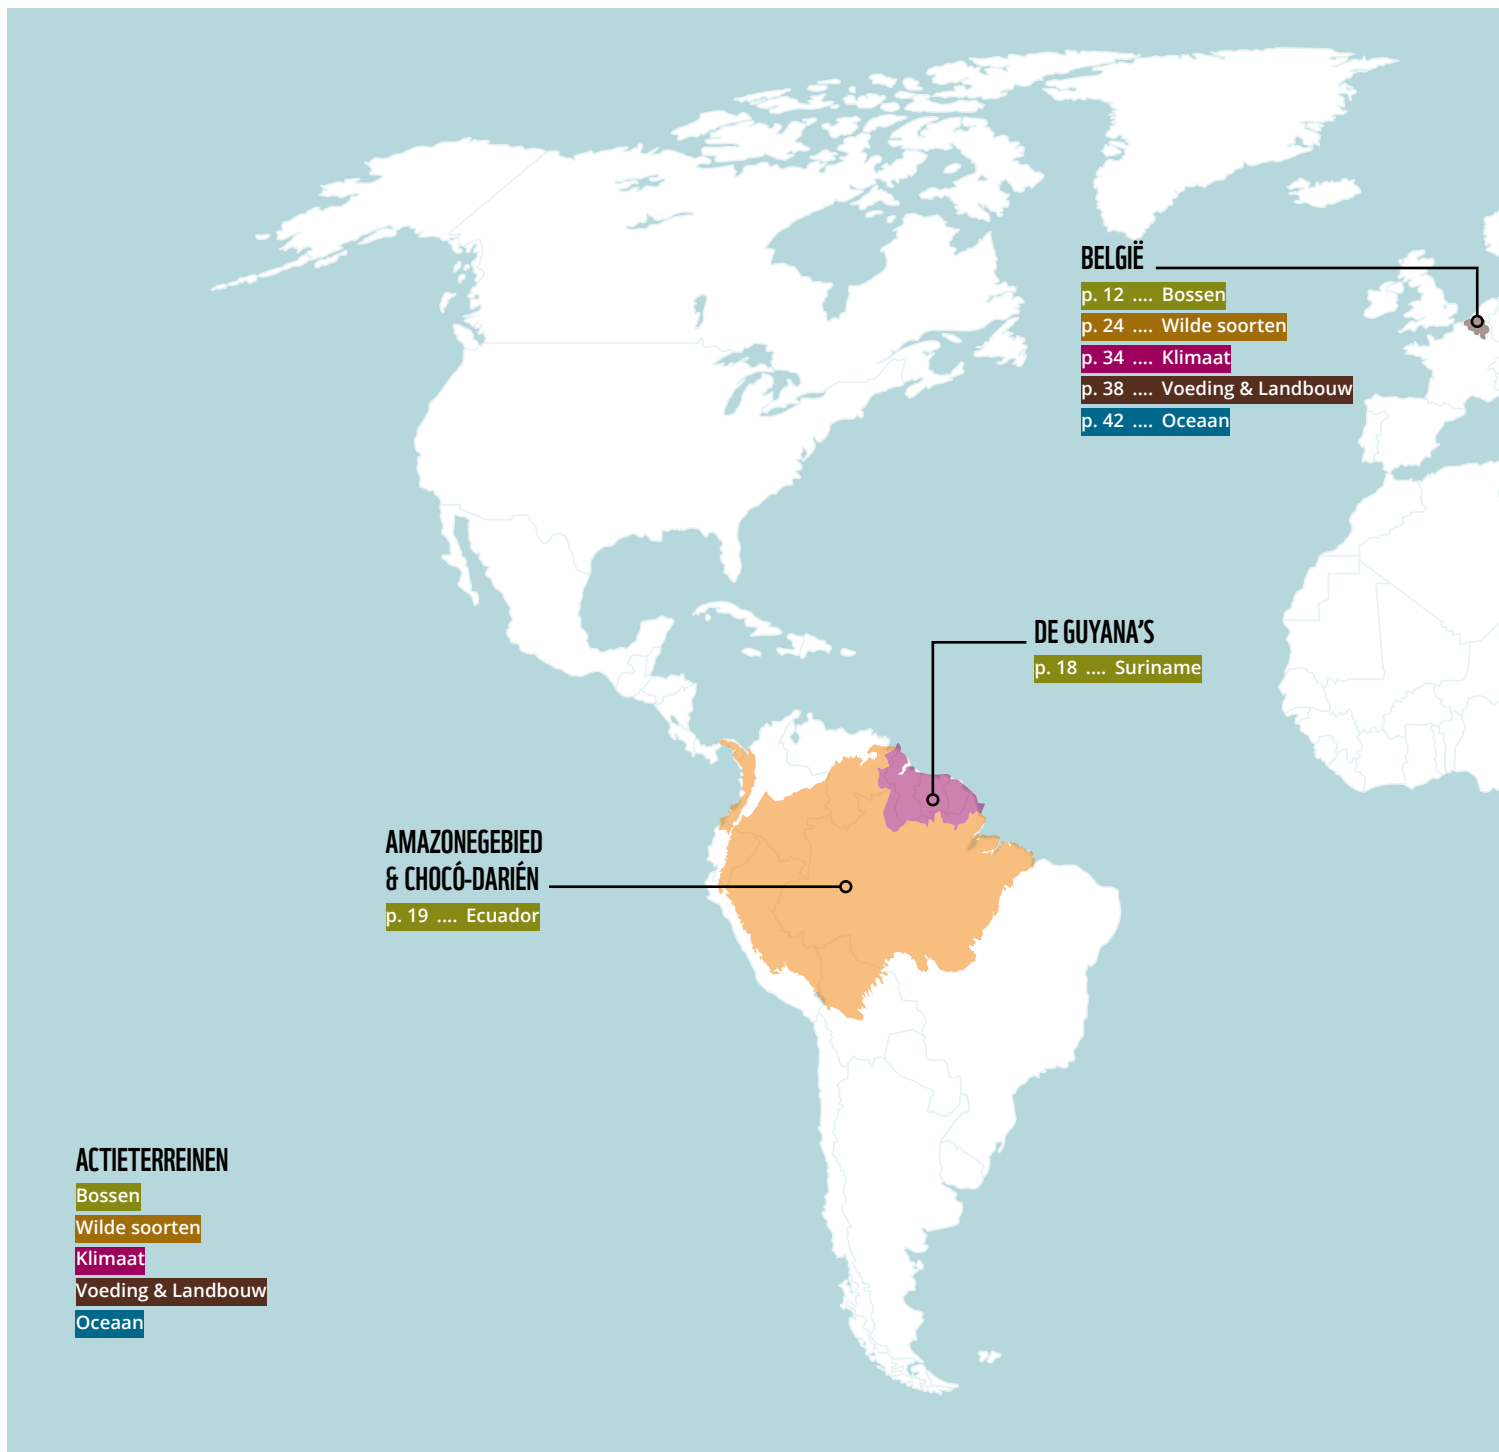 BELGIË
p. 12 .... Bossen
p. 24 .... Wilde soorten
p. 34 .... Klimaat
p. 38 .... Voeding & Landbouw
p. 42 .... Oceaan
DE GUYANA'S
p. 18 .... Suriname
AMAZONEGEBIED
& CHOCÓ-DARIÉN
p. 19 .... Ecuador
ACTIETERREINEN
Bossen
Wilde soorten
Klimaat
Voeding & Landbouw
Oceaan